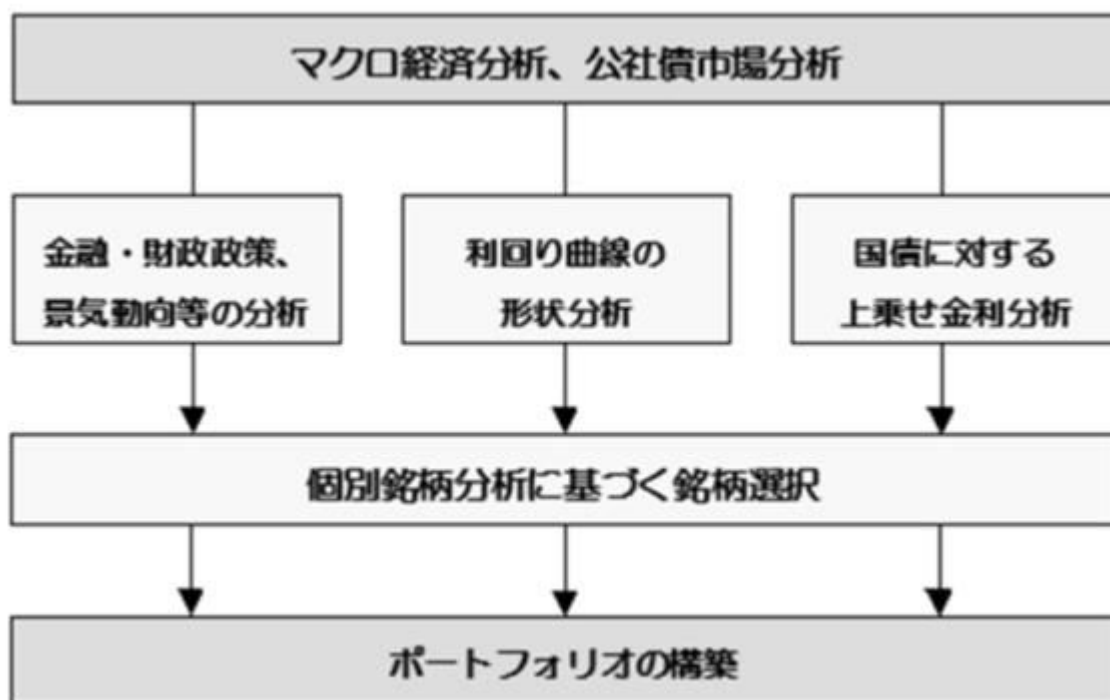 マクロ経済分析、公社債市場分析
金融・財政政策、
景気動向等の分析
利回り曲線の
形状分析
国債に対する
上乗せ金利分析
個別銘柄分析に基づく銘柄選択
ポートフォリオの構築